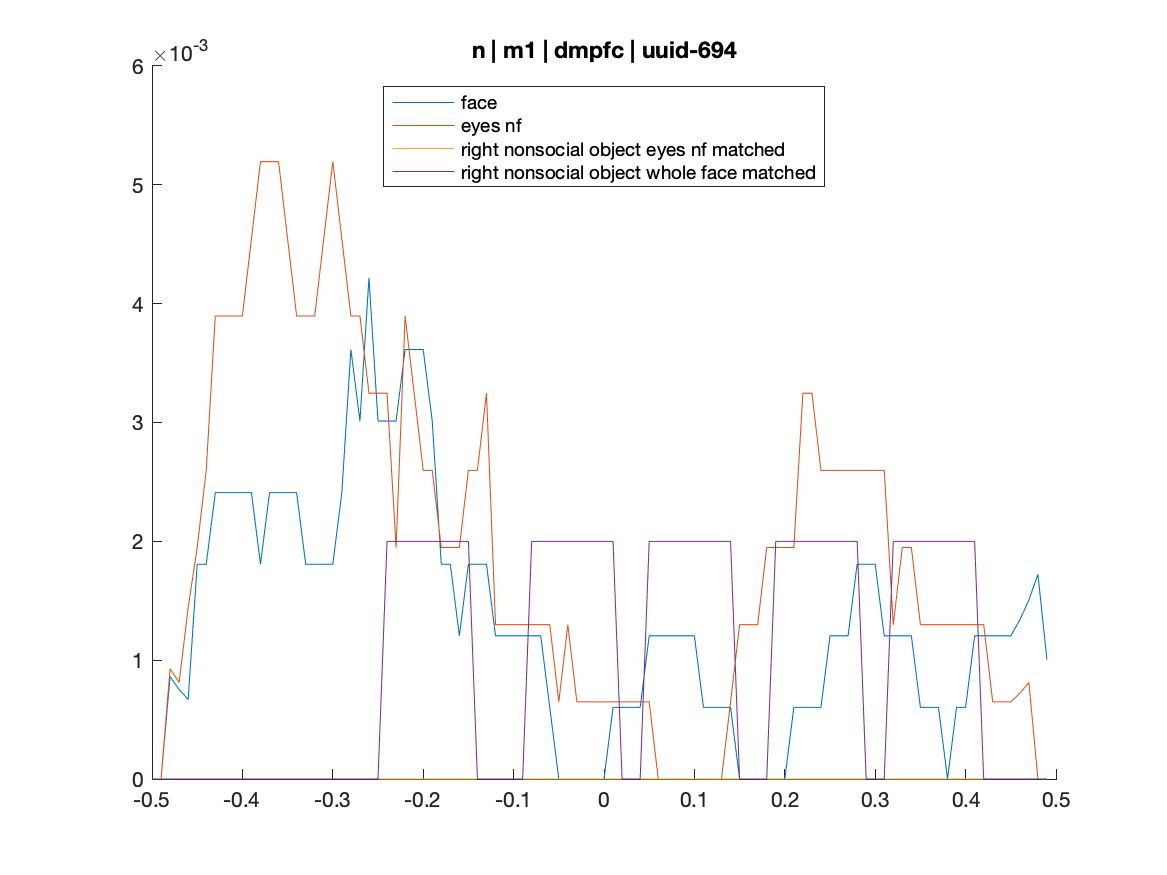 n | m1 | dmpfc | uuid-694
×10-3
face
eyes nf
right nonsocial object eyes nf matched
right nonsocial object whole face matched
6
5
4
3
2
1
0
-0.5 -0.4 -0.3 -0.2 -0.1 0 0.1 0.2 0.3 0.4 0.5